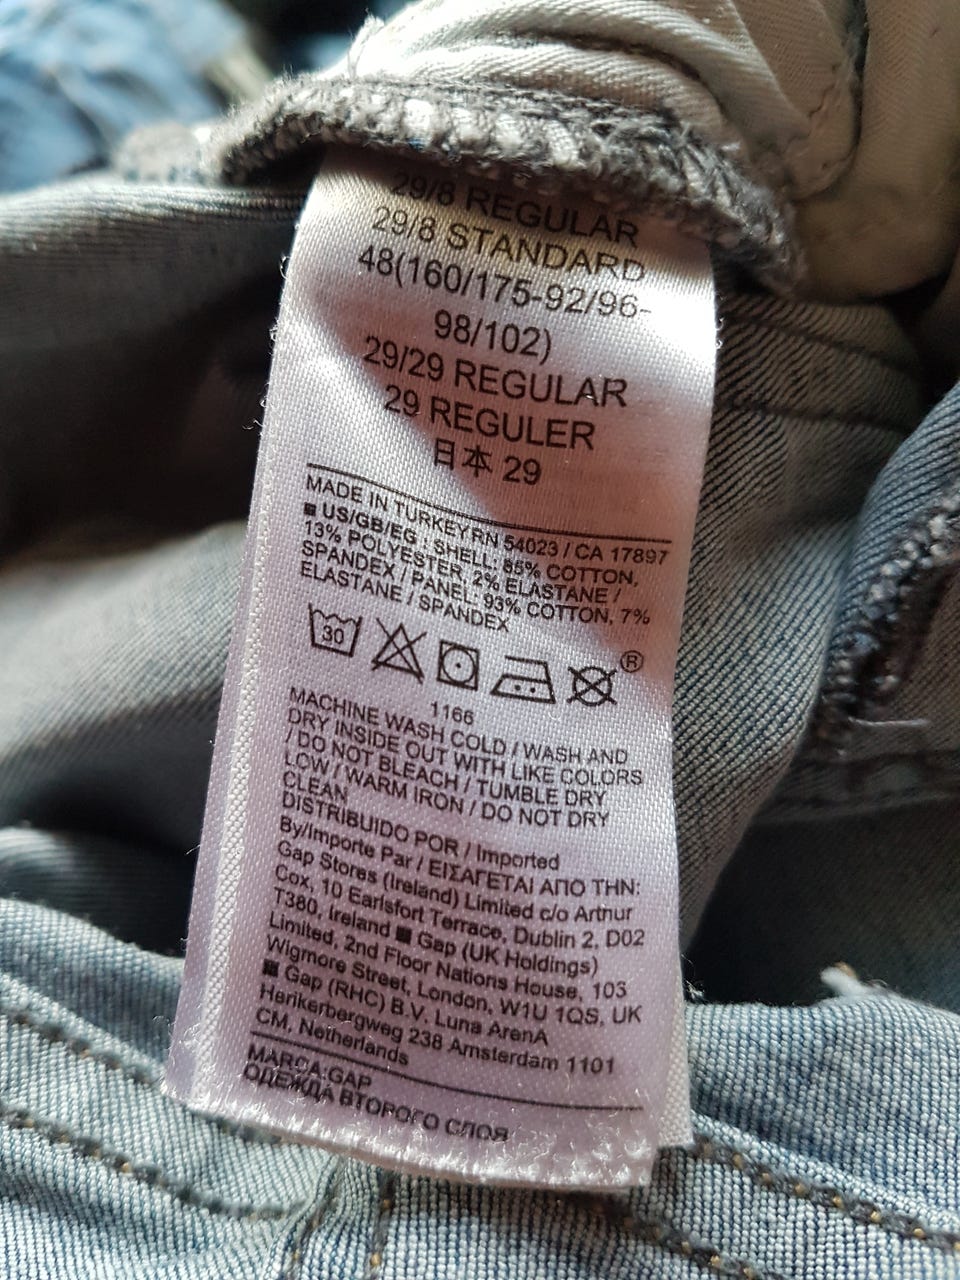 29/8 REGULAR
29/8 STANDARD
48(160/175-92/96-
98/102)
29/29 REGULAR
29 REGULER
日本 29
MADE IN TURKEY RN 54023 / CA 17897
■ US/GB/EG : SHELL: 85% COTTON,
13% POLYESTER, 2% ELASTANE /
SPANDEX / PANEL: 93% COTTON, 7%
ELASTANE / SPANDEX
30
®
1166
MACHINE WASH COLD / WASH AND
DRY INSIDE OUT WITH LIKE COLORS
/ DO NOT BLEACH / TUMBLE DRY
LOW / WARM IRON / DO NOT DRY
CLEAN
DISTRIBUIDO POR / Imported
By/Importe Par / ΕΙΣΑΓΕΤΑΙ ΑΠΟ ΤΗΝ:
Gap Stores (Ireland) Limited c/o Arthur
Cox, 10 Earlsfort Terrace, Dublin 2, D02
T380, Ireland ■ Gap (UK Holdings)
Limited, 2nd Floor Nations House, 103
Wigmore Street, London, W1U 1QS, UK
■ Gap (RHC) B.V. Luna ArenA
Herikerbergweg 238 Amsterdam 1101
CM, Netherlands
MARCA:GAP
ОДЕЖДА ВТОРОГО СЛОЯ